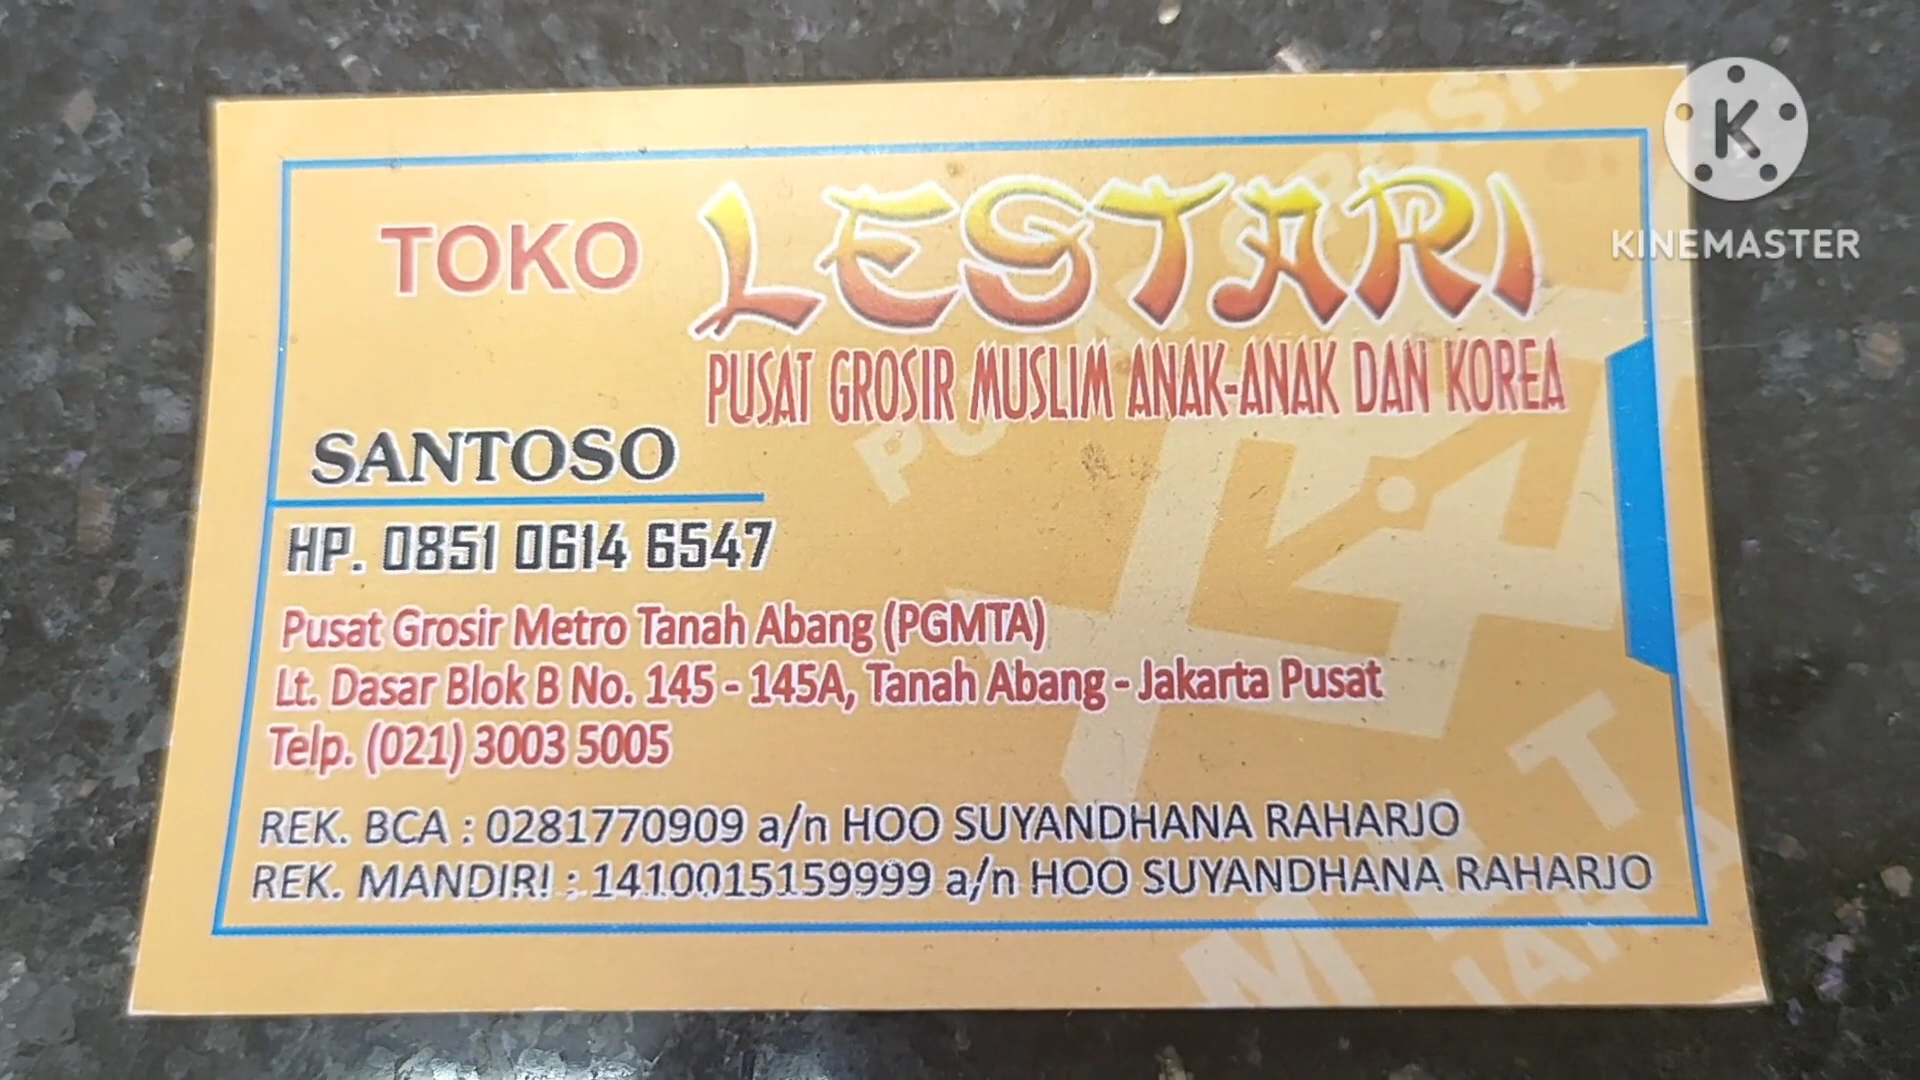 TOKO LESTARI
PUSAT GROSIR MUSLIM ANAK-ANAK DAN KOREA
SANTOSO
HP. 0851 0614 6547
Pusat Grosir Metro Tanah Abang (PGMTA)
Lt. Dasar Blok B No. 145 - 145A, Tanah Abang - Jakarta Pusat
Telp. (021) 3003 5005
REK. BCA : 0281770909 a/n HOO SUYANDHANA RAHARJO
REK. MANDIRI : 1410015159999 a/n HOO SUYANDHANA RAHARJO
K
KINEMASTER